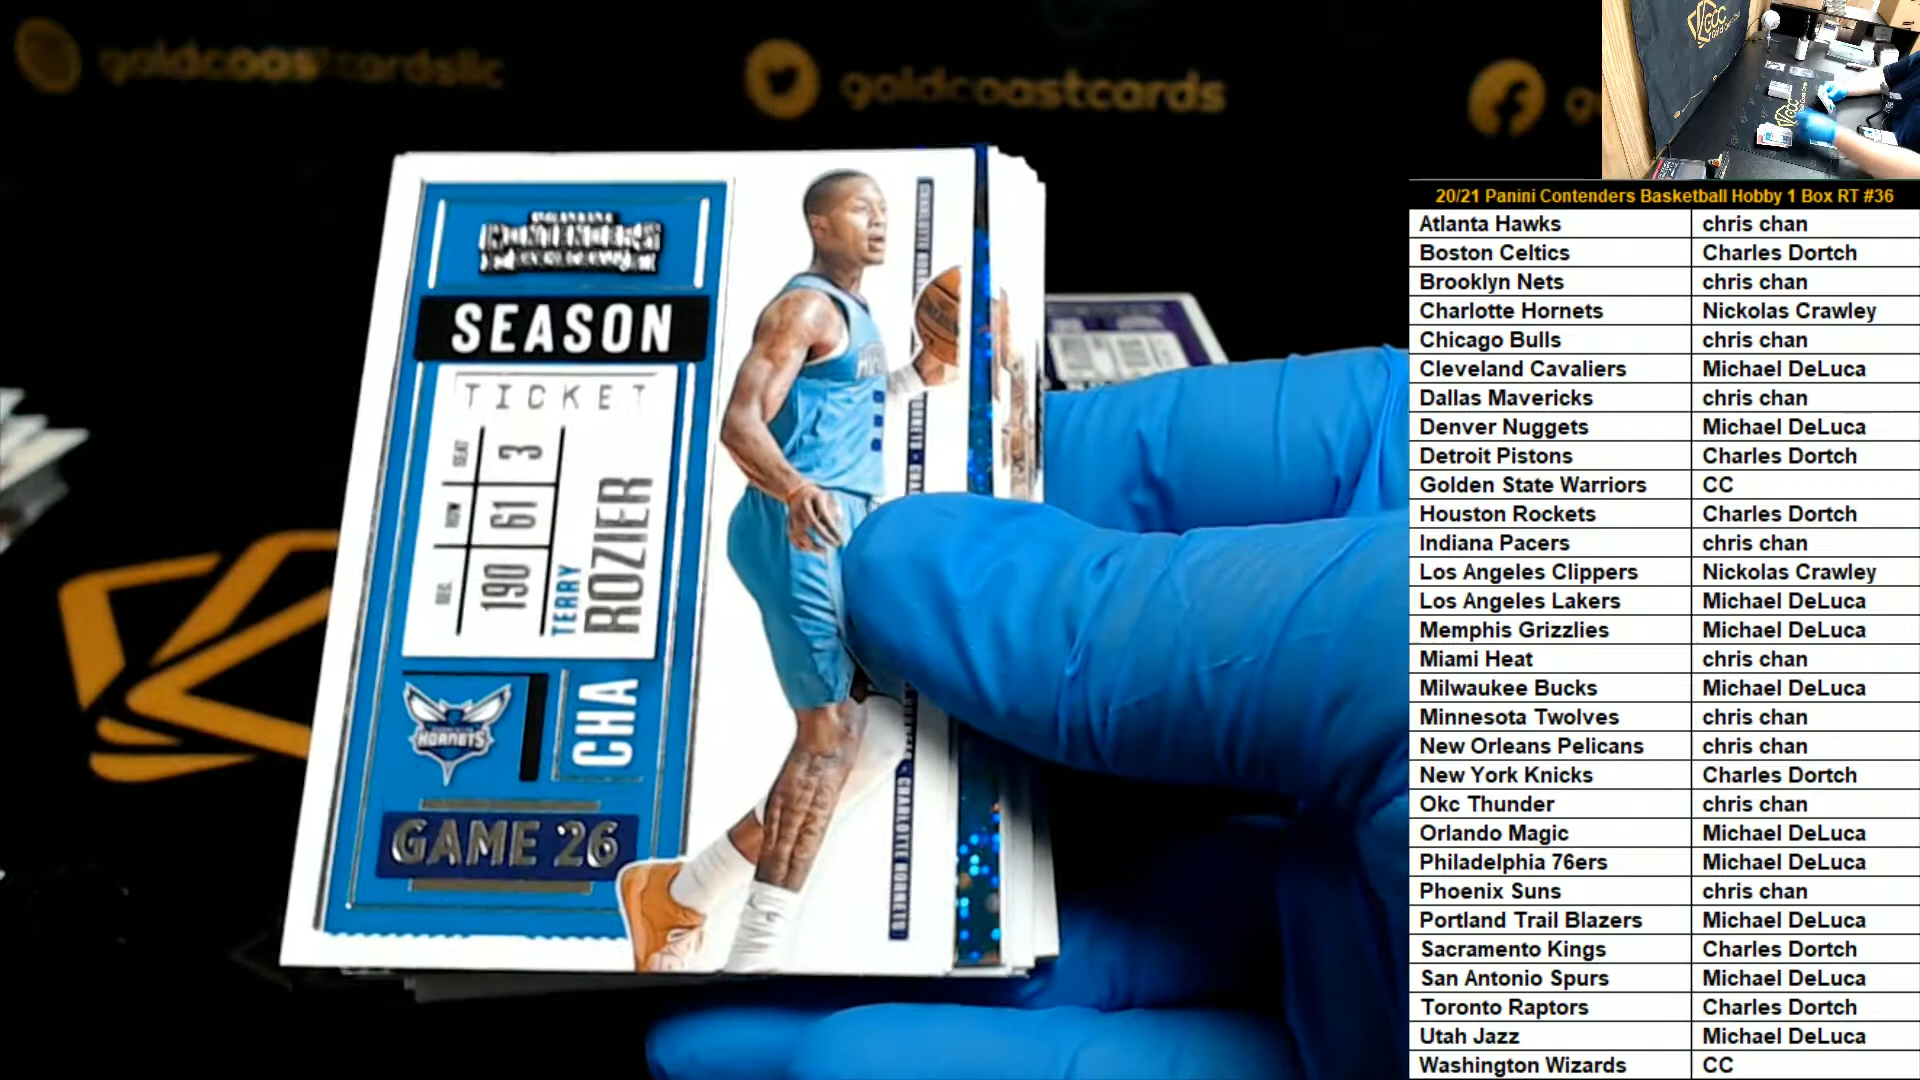 goldcoastcardsllc
goldcoastcards
CONTENDERS
SEASON
TICKET
SEAT 3
ROW 61
SEC. 190
TERRY
ROZIER
HORNETS
CHA
GAME 26
CHARLOTTE HORNETS
20/21 Panini Contenders Basketball Hobby 1 Box RT #36
Atlanta Hawks chris chan
Boston Celtics Charles Dortch
Brooklyn Nets chris chan
Charlotte Hornets Nickolas Crawley
Chicago Bulls chris chan
Cleveland Cavaliers Michael DeLuca
Dallas Mavericks chris chan
Denver Nuggets Michael DeLuca
Detroit Pistons Charles Dortch
Golden State Warriors CC
Houston Rockets Charles Dortch
Indiana Pacers chris chan
Los Angeles Clippers Nickolas Crawley
Los Angeles Lakers Michael DeLuca
Memphis Grizzlies Michael DeLuca
Miami Heat chris chan
Milwaukee Bucks Michael DeLuca
Minnesota Twolves chris chan
New Orleans Pelicans chris chan
New York Knicks Charles Dortch
Okc Thunder chris chan
Orlando Magic Michael DeLuca
Philadelphia 76ers Michael DeLuca
Phoenix Suns chris chan
Portland Trail Blazers Michael DeLuca
Sacramento Kings Charles Dortch
San Antonio Spurs Michael DeLuca
Toronto Raptors Charles Dortch
Utah Jazz Michael DeLuca
Washington Wizards CC